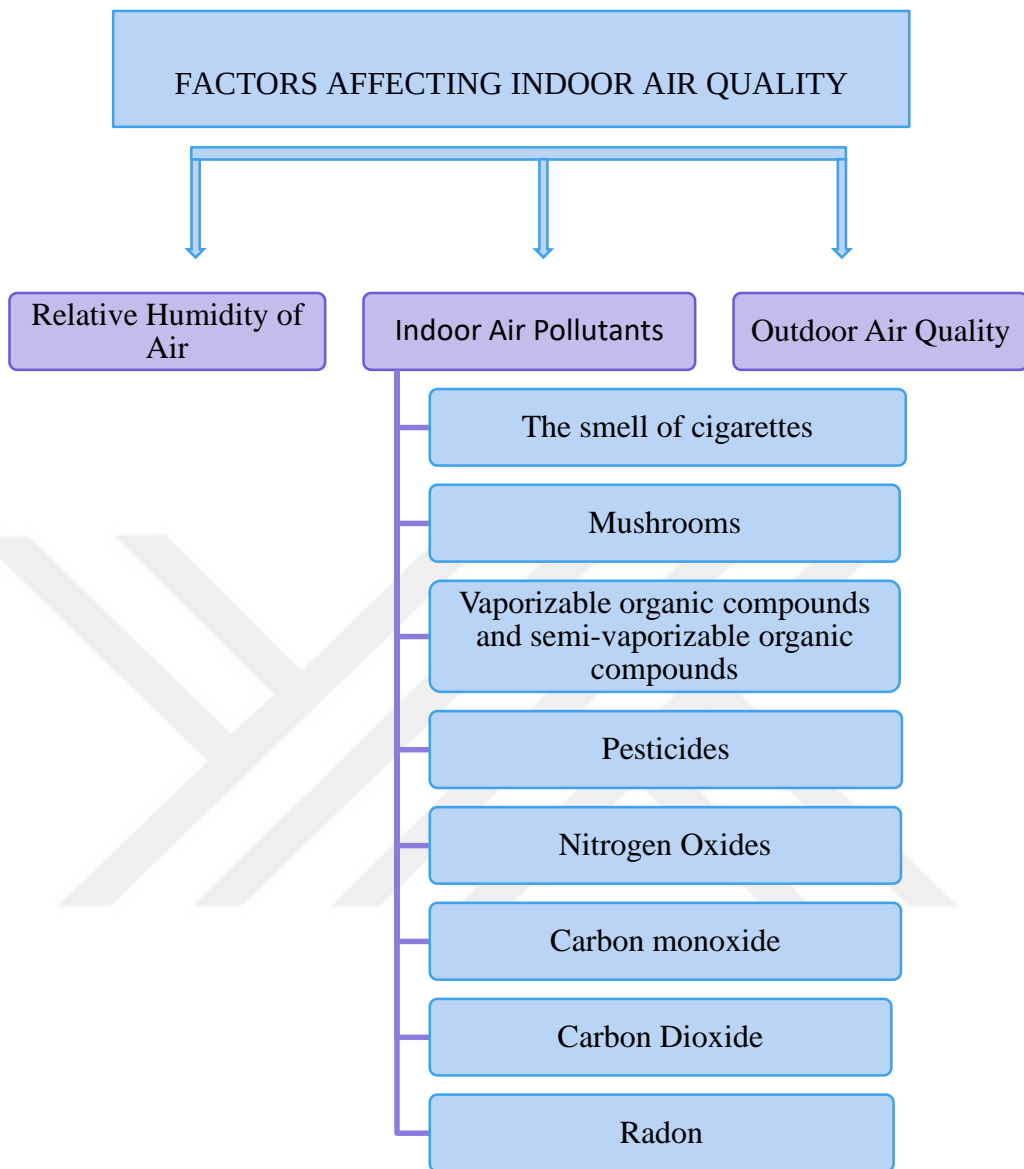 FACTORS AFFECTING INDOOR AIR QUALITY
Relative Humidity of
Air
Indoor Air Pollutants
Outdoor Air Quality
The smell of cigarettes
Mushrooms
Vaporizable organic compounds
and semi-vaporizable organic
compounds
Pesticides
Nitrogen Oxides
Carbon monoxide
Carbon Dioxide
Radon